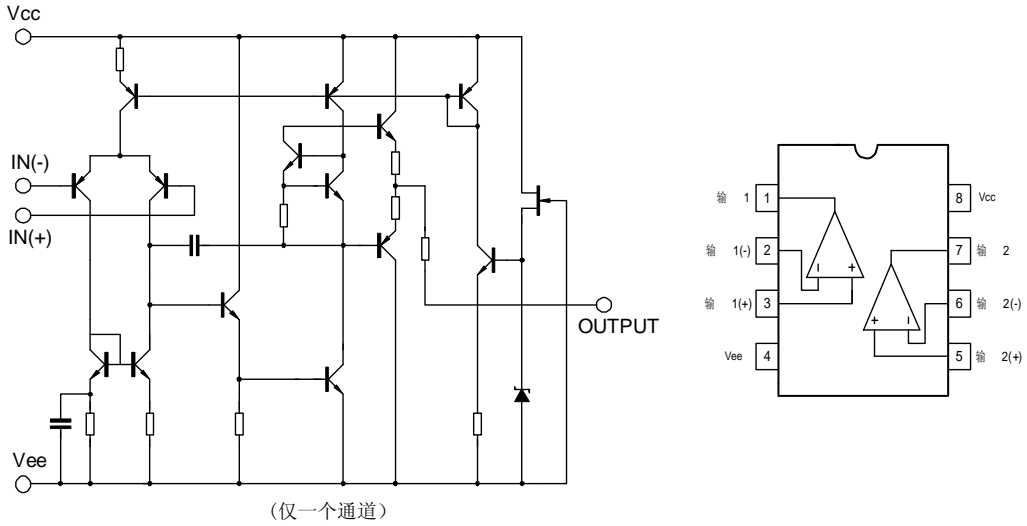 Vcc
IN(-)
IN(+)
OUTPUT
Vee
(仅一个通道)
输 1 1
8 Vcc
输 1(-) 2
7 输 2
输 1(+) 3
6 输 2(-)
Vee 4
5 输 2(+)